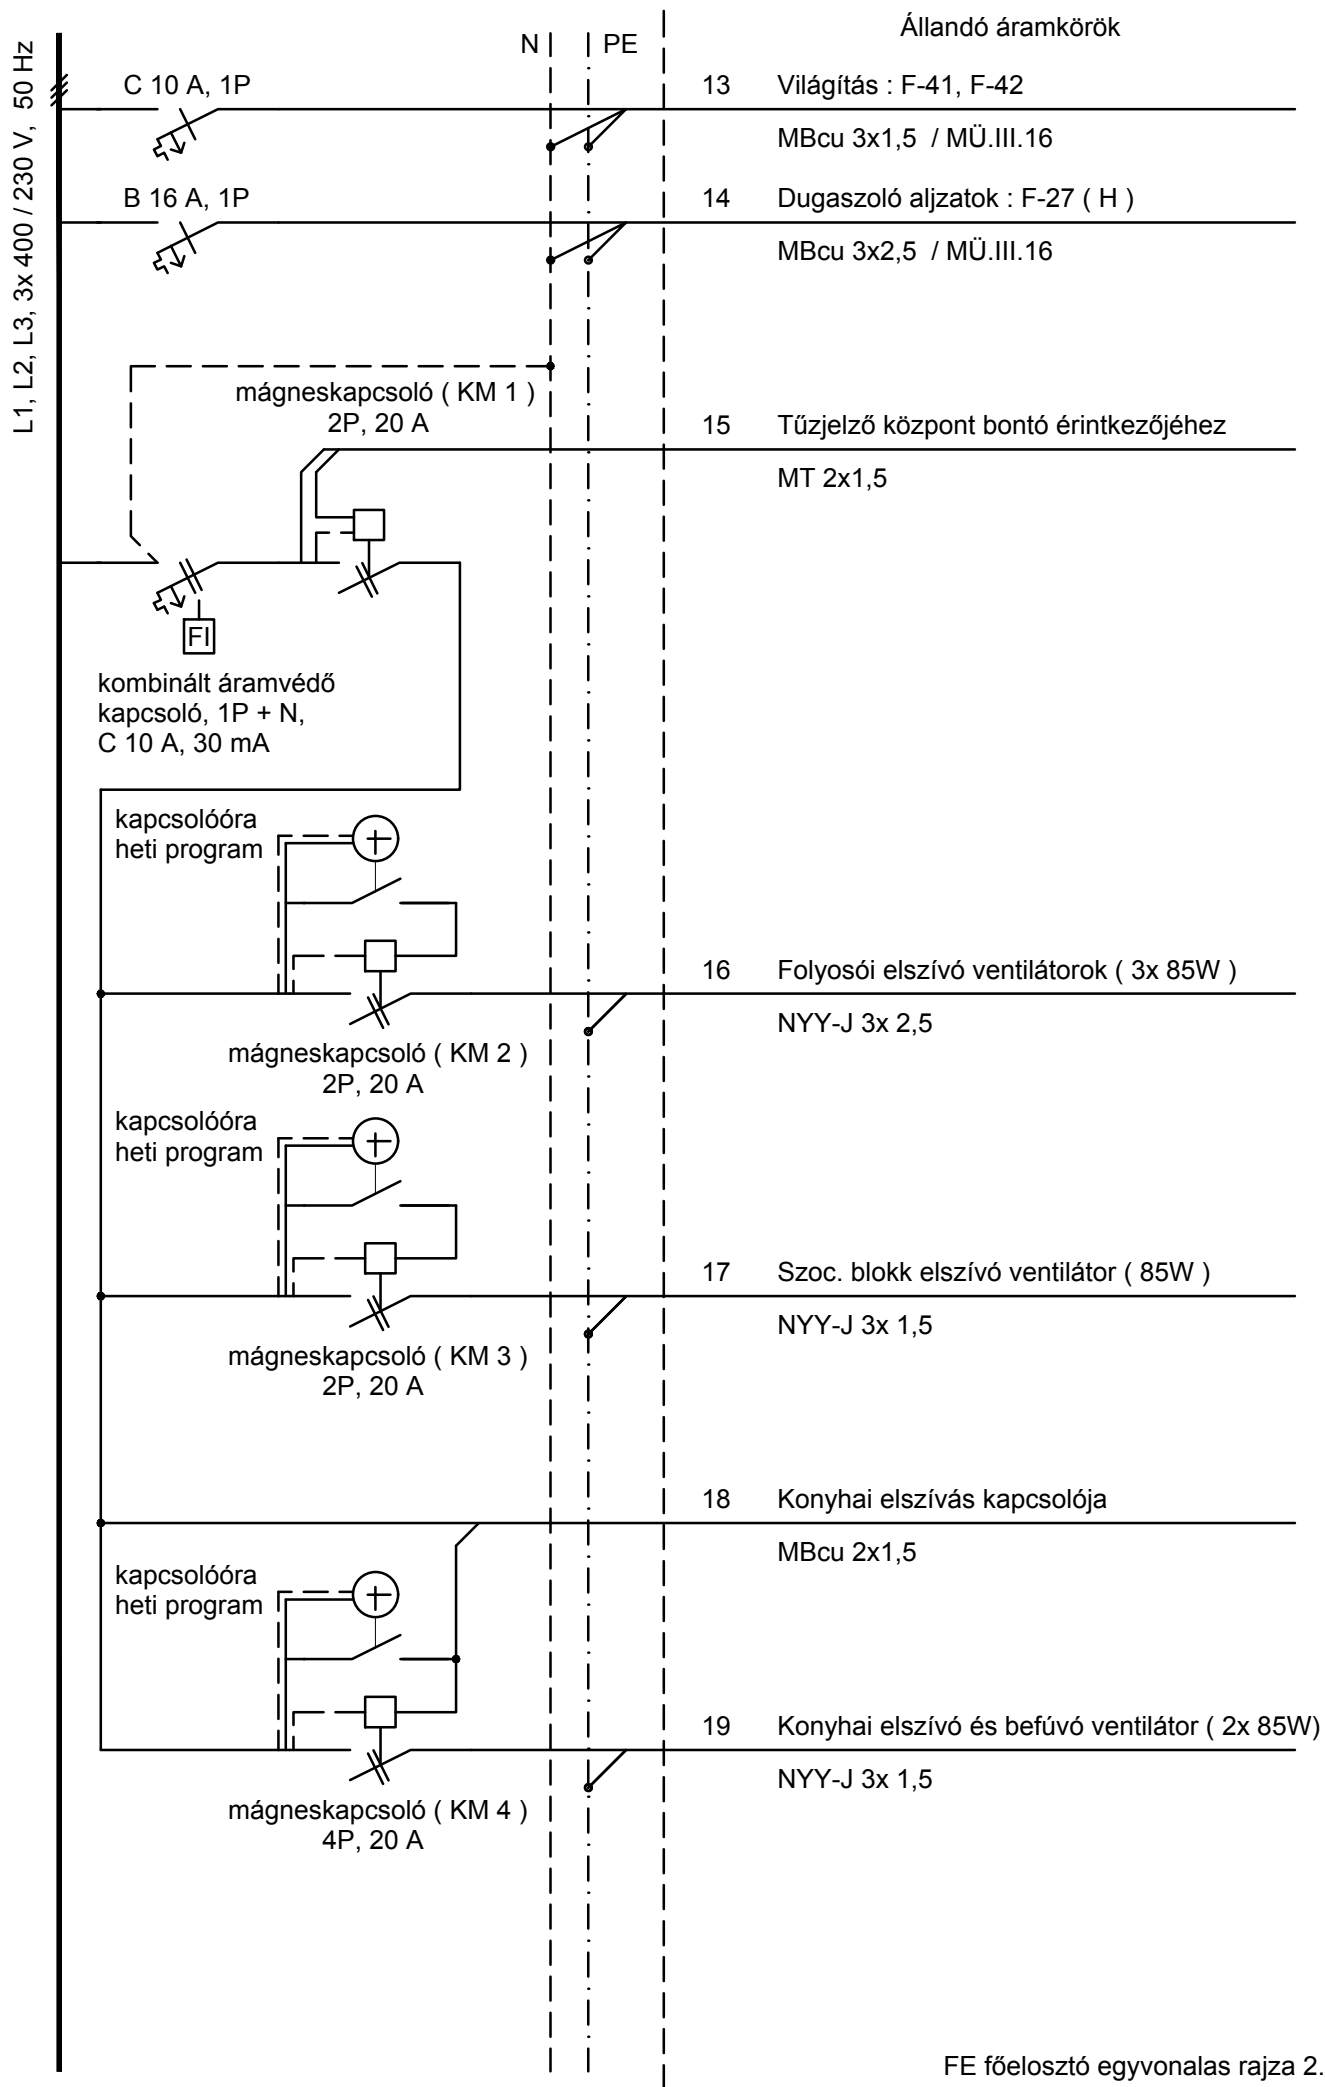 Állandó áramkörök
N
PE
L1, L2, L3, 3x 400 / 230 V, 50 Hz
C 10 A, 1P
13 Világítás : F-41, F-42
MBcu 3x1,5 / MÜ.III.16
B 16 A, 1P
14 Dugaszoló aljzatok : F-27 ( H )
MBcu 3x2,5 / MÜ.III.16
mágneskapcsoló ( KM 1 )
2P, 20 A
15 Tűzjelző központ bontó érintkezőjéhez
MT 2x1,5
FI
kombinált áramvédő
kapcsoló, 1P + N,
C 10 A, 30 mA
kapcsolóóra
heti program
16 Folyosói elszívó ventilátorok ( 3x 85W )
NYY-J 3x 2,5
mágneskapcsoló ( KM 2 )
2P, 20 A
kapcsolóóra
heti program
17 Szoc. blokk elszívó ventilátor ( 85W )
NYY-J 3x 1,5
mágneskapcsoló ( KM 3 )
2P, 20 A
18 Konyhai elszívás kapcsolója
MBcu 2x1,5
kapcsolóóra
heti program
19 Konyhai elszívó és befúvó ventilátor ( 2x 85W)
NYY-J 3x 1,5
mágneskapcsoló ( KM 4 )
4P, 20 A
FE főelosztó egyvonalas rajza 2.